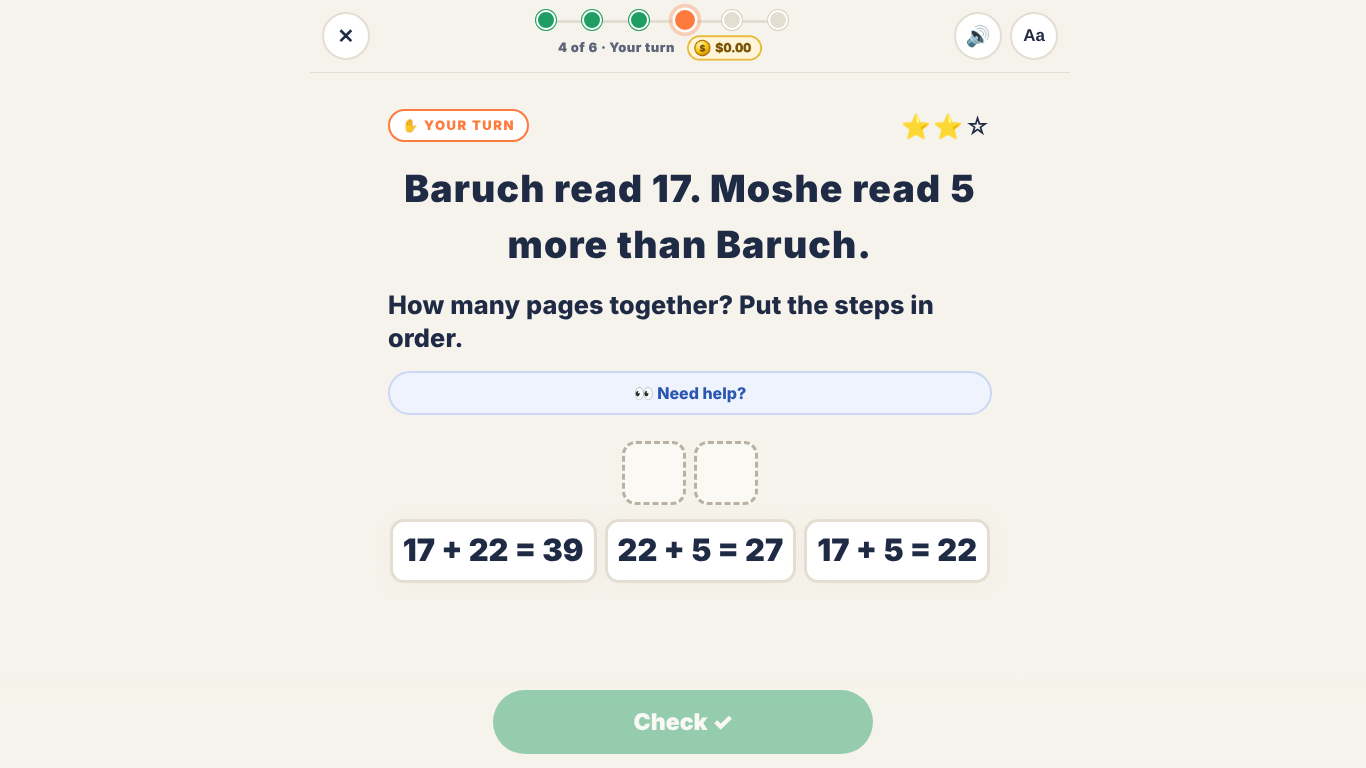 ✕
4 of 6 · Your turn
$ $0.00
Aa
✋ YOUR TURN
Baruch read 17. Moshe read 5
more than Baruch.
How many pages together? Put the steps in
order.
👀 Need help?
17 + 22 = 39
22 + 5 = 27
17 + 5 = 22
Check ✓